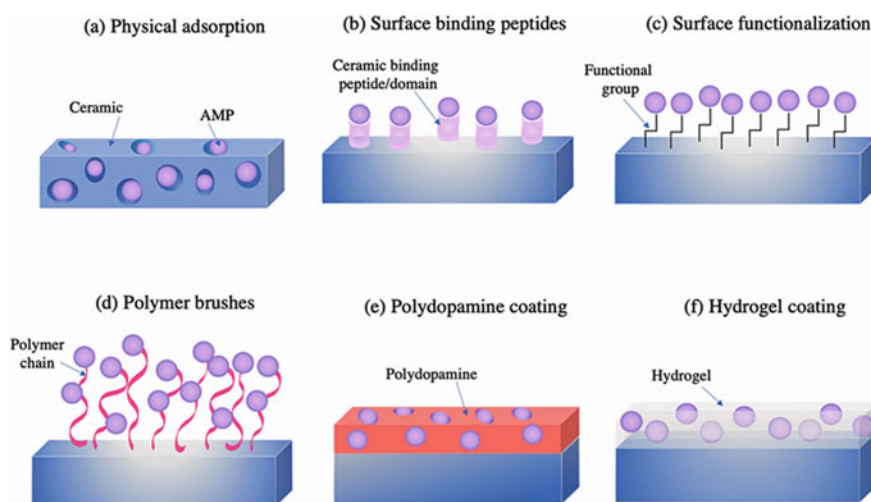 (a) Physical adsorption
Ceramic
AMP
(b) Surface binding peptides
Ceramic binding
peptide/domain
(c) Surface functionalization
Functional
group
(d) Polymer brushes
Polymer
chain
(e) Polydopamine coating
Polydopamine
(f) Hydrogel coating
Hydrogel